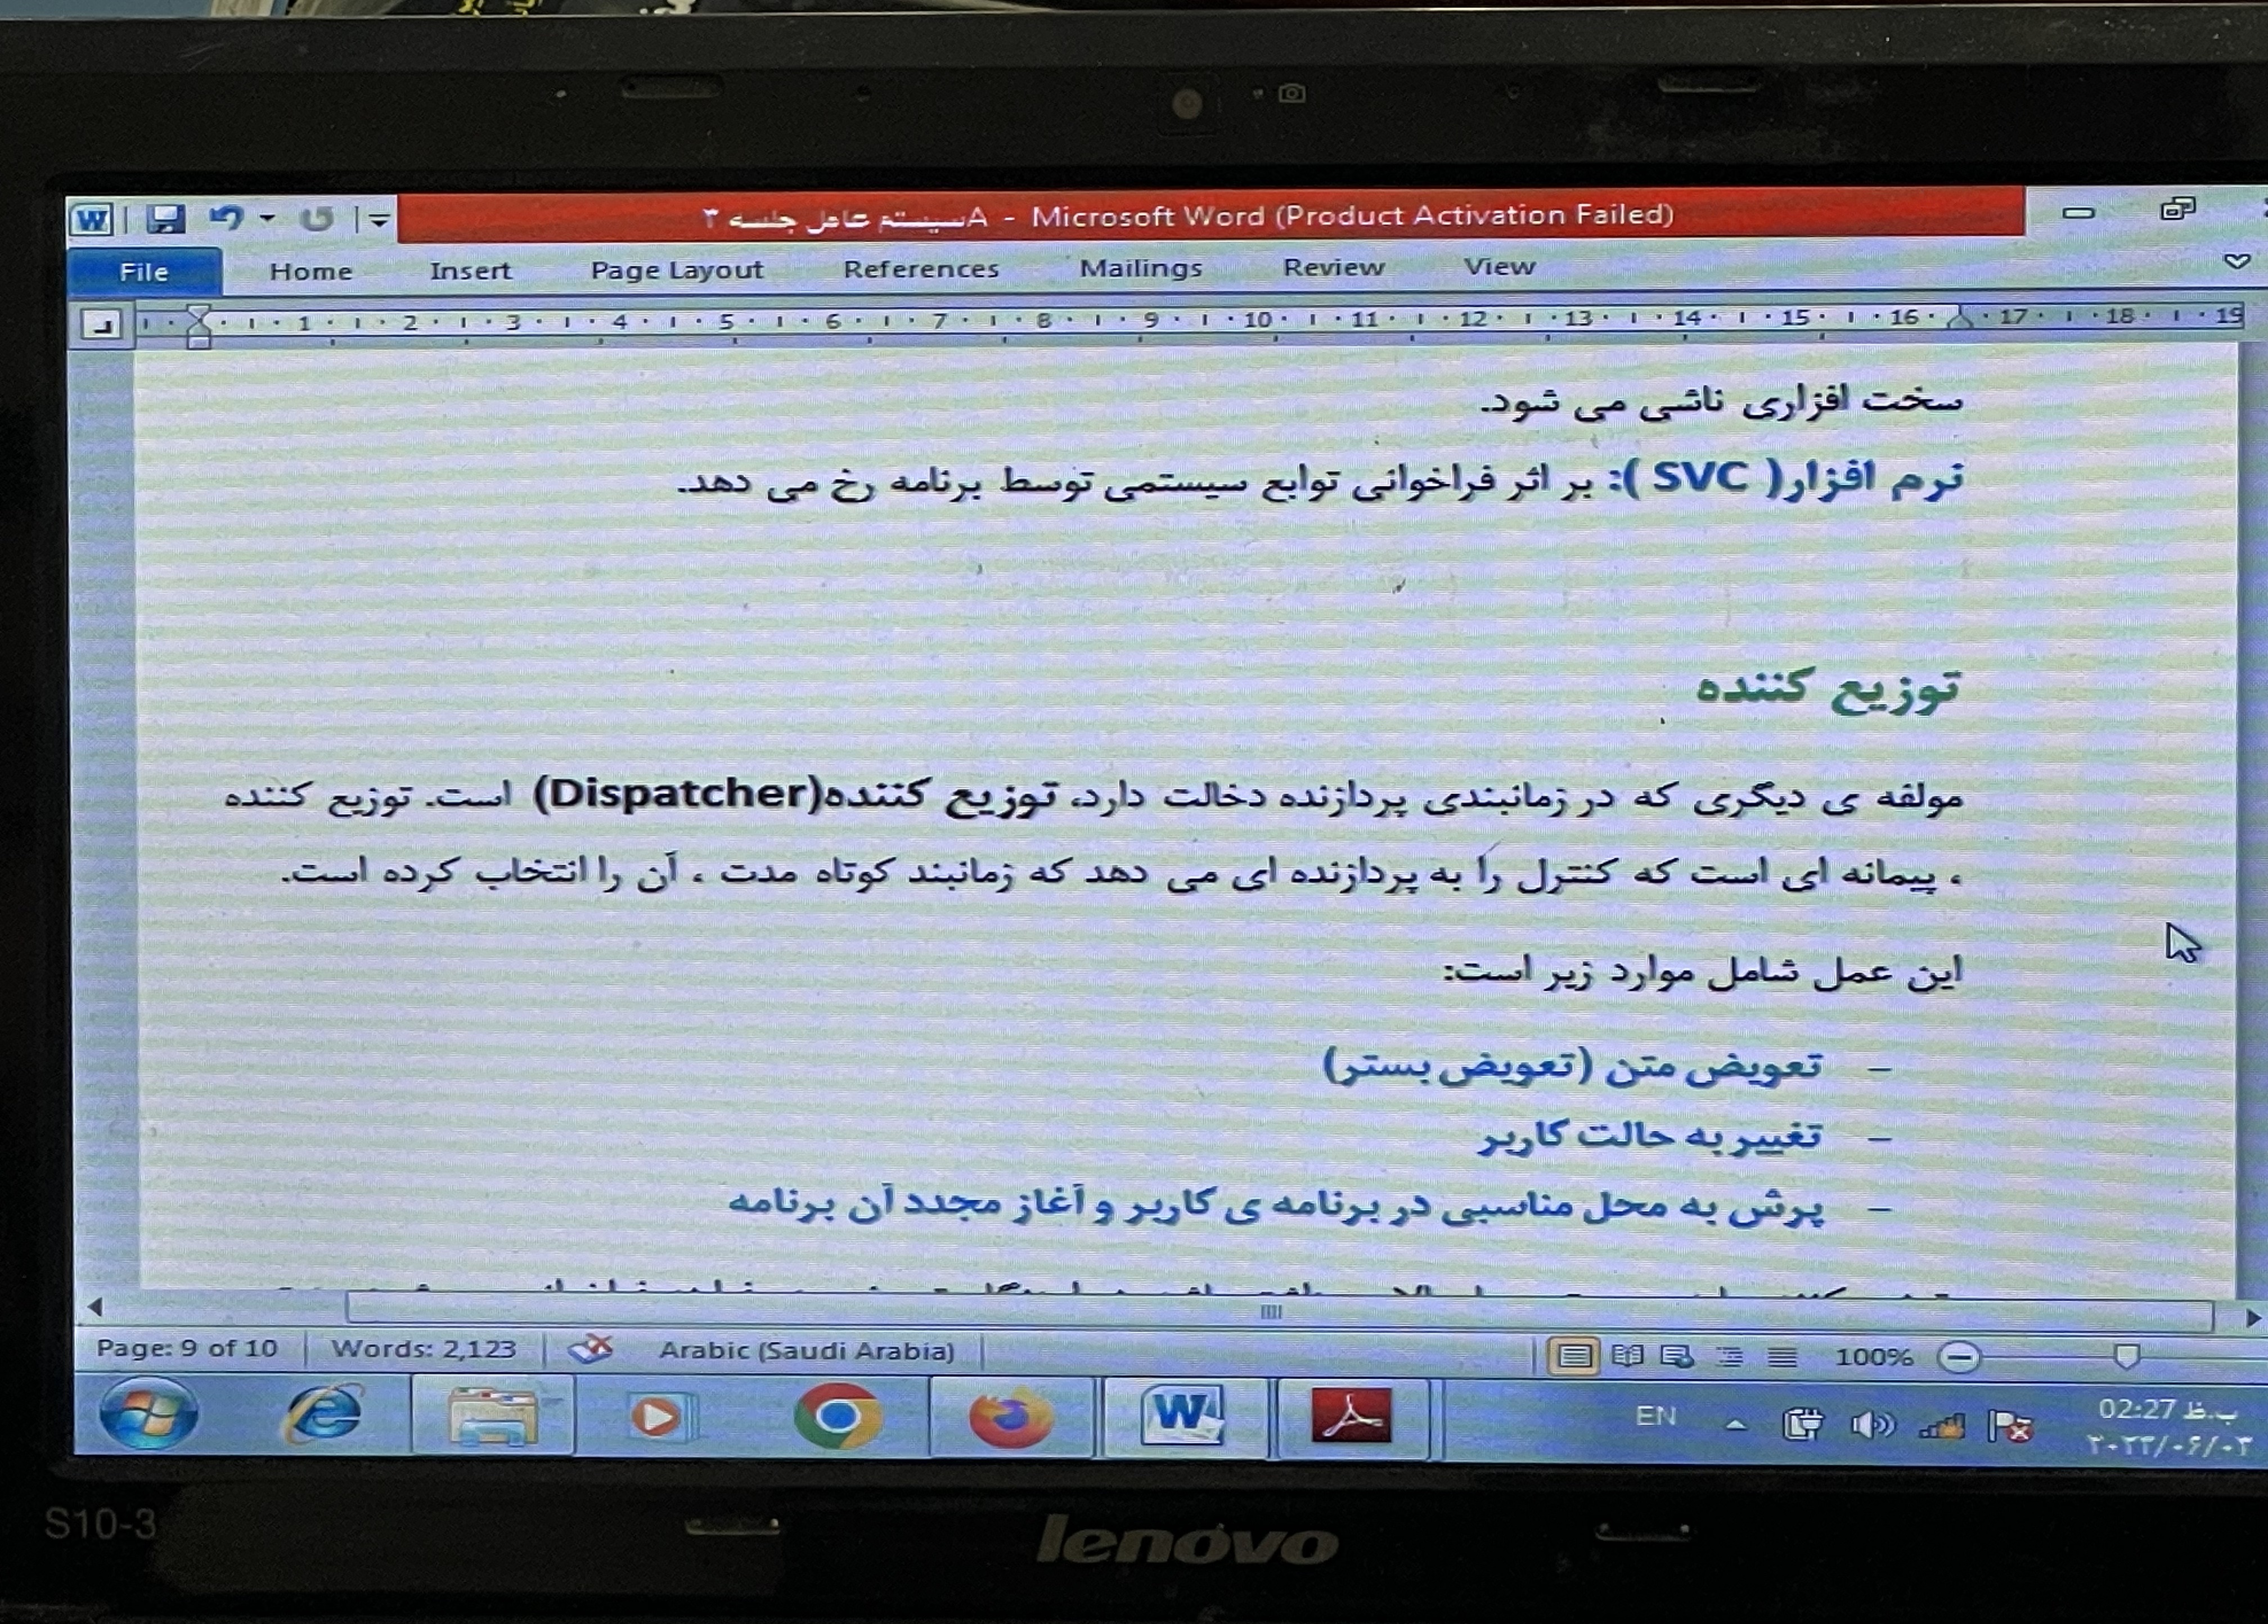 Aسیستم عامل جلسه ۳ - Microsoft Word (Product Activation Failed)
File Home Insert Page Layout References Mailings Review View
1 2 3 4 5 6 7 8 9 10 11 12 13 14 15 16 17 18 19
سخت افزاری ناشی می شود.
نرم افزار( SVC ): بر اثر فراخوانی توابع سیستمی توسط برنامه رخ می دهد.
توزیع کننده
مولفه ی دیگری که در زمانبندی پردازنده دخالت دارد، توزیع کننده(Dispatcher) است. توزیع کننده
، پیمانه ای است که کنترل را به پردازنده ای می دهد که زمانبند کوتاه مدت ، آن را انتخاب کرده است.
این عمل شامل موارد زیر است:
– تعویض متن (تعویض بستر)
– تغییر به حالت کاربر
– پرش به محل مناسبی در برنامه ی کاربر و آغاز مجدد آن برنامه
Page: 9 of 10 Words: 2,123 Arabic (Saudi Arabia) 100%
EN 02:27 ب.ظ
۲۰۲۳/۰۶/۰۳
S10-3
lenovo